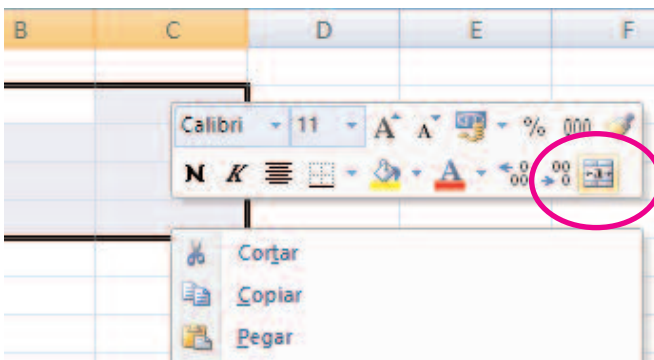 B C D E F
Calibri 11 A A % 000
N K A ,0 00 00 0 a
Cortar
Copiar
Pegar